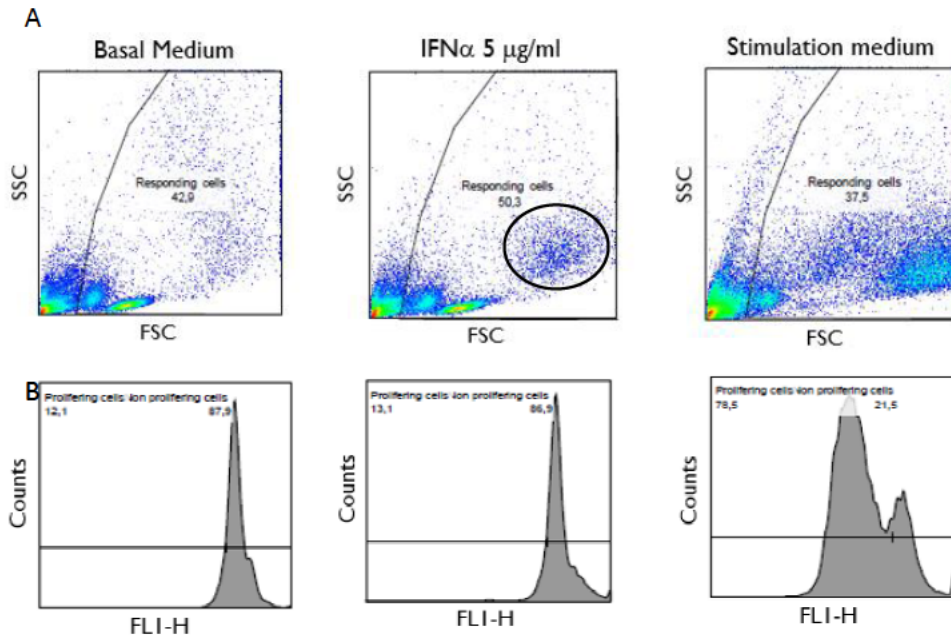 A
Basal Medium
IFNα 5 μg/ml
Stimulation medium
SSC
Responding cells
42,9
FSC
SSC
Responding cells
50,3
FSC
SSC
Responding cells
37,5
FSC
B
Prolifering cells Non prolifering cells
12,1 87,9
Counts
FL1-H
Prolifering cells Non prolifering cells
13,1 86,9
Counts
FL1-H
Prolifering cells Non prolifering cells
78,5 21,5
Counts
FL1-H